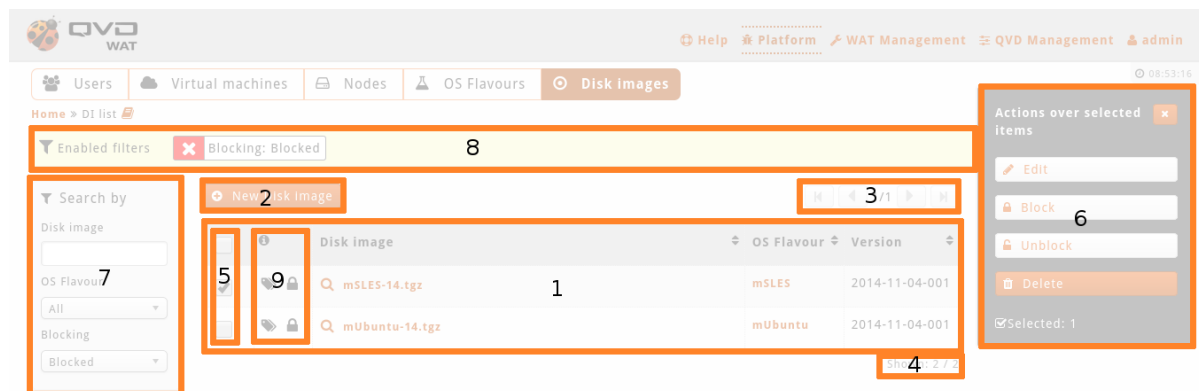 QVD
WAT
Help Platform WAT Management QVD Management admin
Users Virtual machines Nodes OS Flavours Disk images
08:53:16
Home » DI list
Enabled filters Blocking: Blocked 8
Actions over selected items
Edit
Block
6
Unblock
Delete
Selected: 1
Search by
Disk image
7
OS Flavour
All
Blocking
Blocked
New Disk image
2
3 /1
Disk image OS Flavour Version
5 9 mSLES-14.tgz 1 mSLES 2014-11-04-001
mUbuntu-14.tgz mUbuntu 2014-11-04-001
4 : 2 / 2